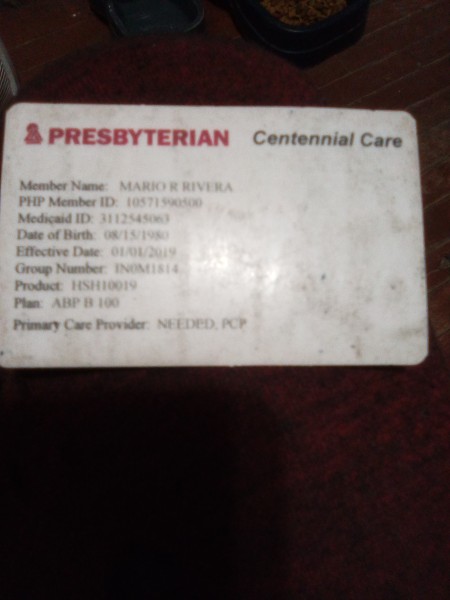 PRESBYTERIAN Centennial Care
Member Name: MARIO R RIVERA
PHP Member ID: 10571590500
Medicaid ID: 3112545063
Date of Birth: 08/15/1980
Effective Date: 01/01/2019
Group Number: IN0M1814
Product: HSH10019
Plan: ABP B 100
Primary Care Provider: NEEDED, PCP